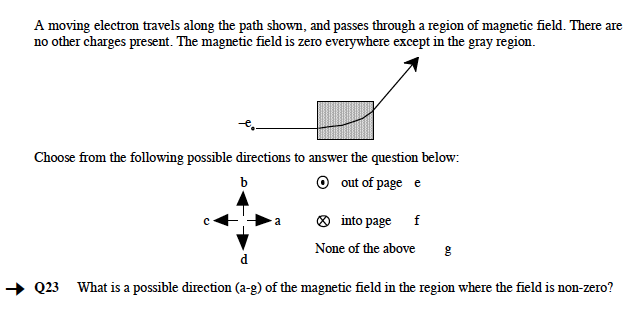 A moving electron travels along the path shown, and passes through a region of magnetic field. There are
no other charges present. The magnetic field is zero everywhere except in the gray region.
-e
Choose from the following possible directions to answer the question below:
b
out of page e
c
a
into page f
None of the above g
d
Q23 What is a possible direction (a-g) of the magnetic field in the region where the field is non-zero?